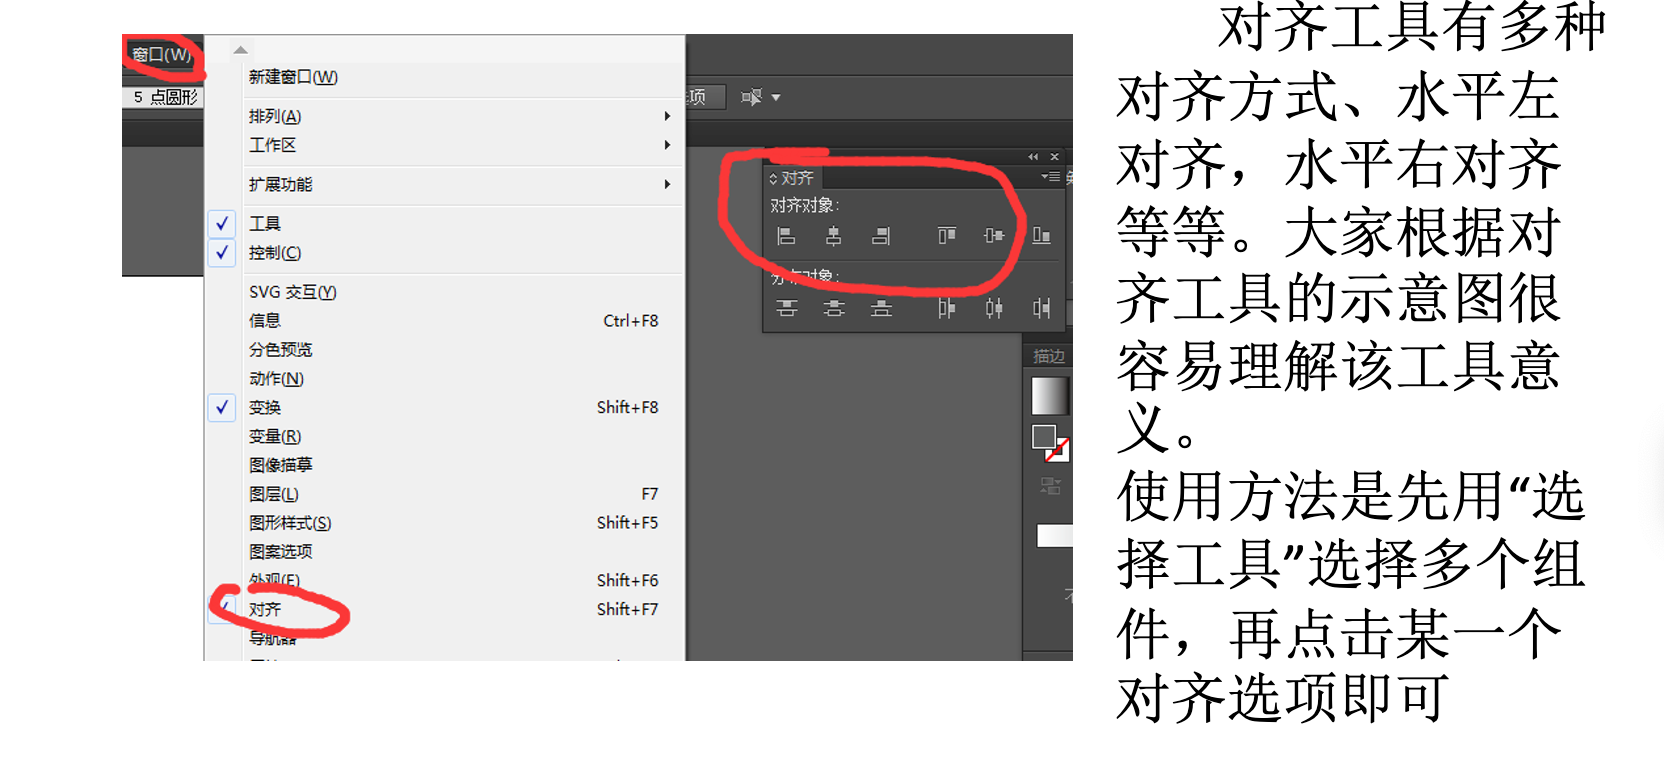 窗口(W)
5 点圆形
新建窗口(W)
排列(A)
工作区
扩展功能
工具
控制(C)
SVG 交互(Y)
信息 Ctrl+F8
分色预览
动作(N)
变换 Shift+F8
变量(R)
图像描摹
图层(L) F7
图形样式(S) Shift+F5
图案选项
外观(E) Shift+F6
对齐 Shift+F7
导航器
项
对齐
对齐对象：
分布对象：
描边
对齐工具有多种
对齐方式、水平左
对齐，水平右对齐
等等。大家根据对
齐工具的示意图很
容易理解该工具意
义。
使用方法是先用“选
择工具”选择多个组
件，再点击某一个
对齐选项即可